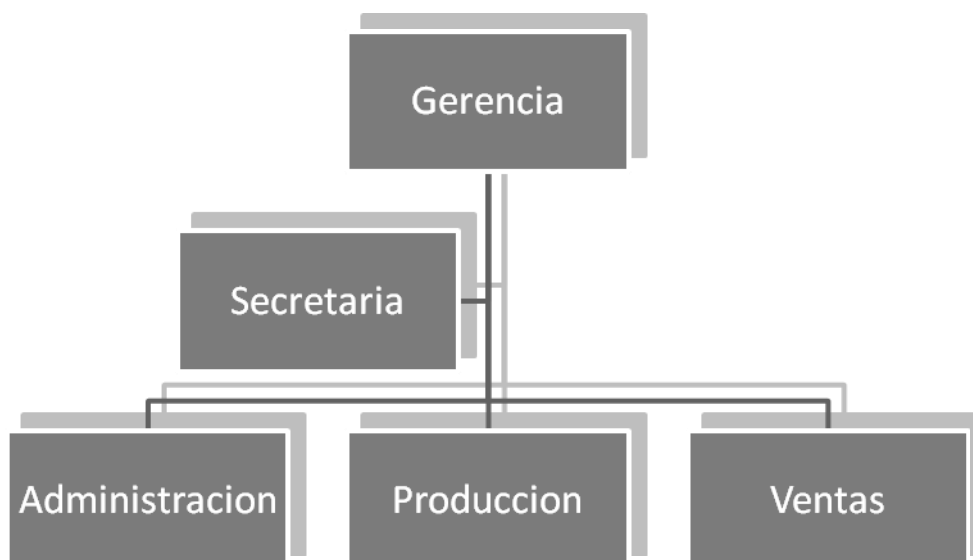 Gerencia
Secretaria
Administracion
Produccion
Ventas